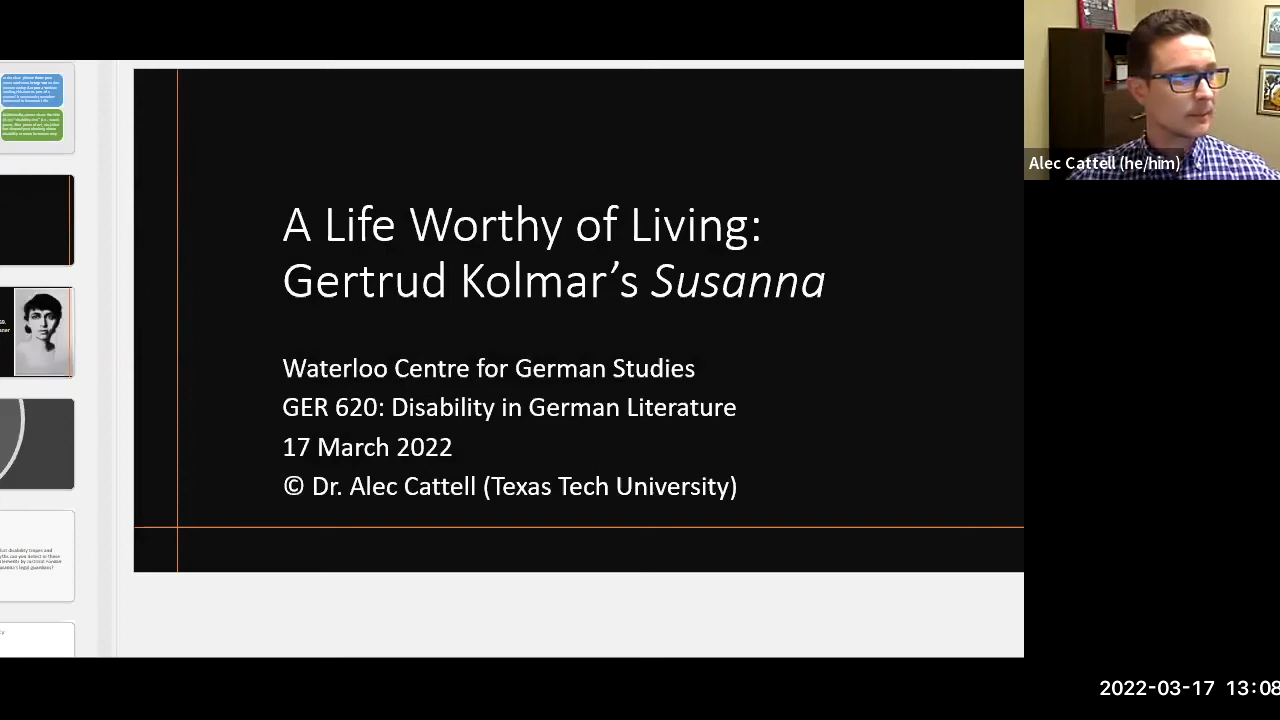 A Life Worthy of Living:
Gertrud Kolmar’s Susanna
Waterloo Centre for German Studies
GER 620: Disability in German Literature
17 March 2022
© Dr. Alec Cattell (Texas Tech University)
Alec Cattell (he/him)
2022-03-17 13:08